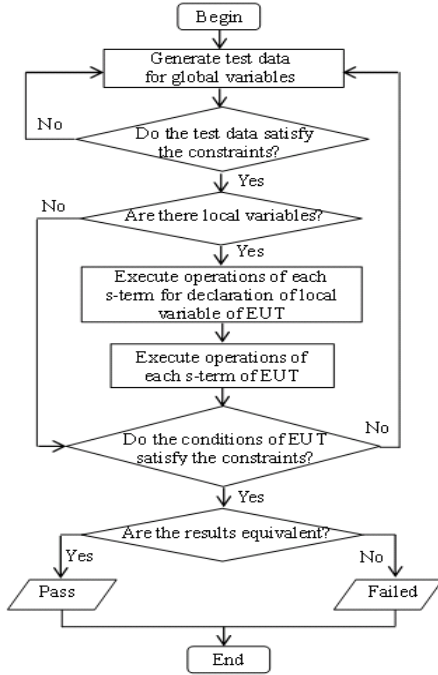 Begin
Generate test data
for global variables
No
Do the test data satisfy
the constraints?
Yes
No
Are there local variables?
Yes
Execute operations of each
s-term for declaration of local
variable of EUT
Execute operations of
each s-term of EUT
No
Do the conditions of EUT
satisfy the constraints?
Yes
Are the results equivalent?
Yes
No
Pass
Failed
End